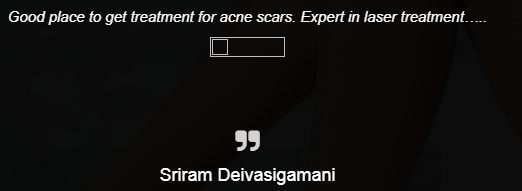 Good place to get treatment for acne scars. Expert in laser treatment…..
”
Sriram Deivasigamani